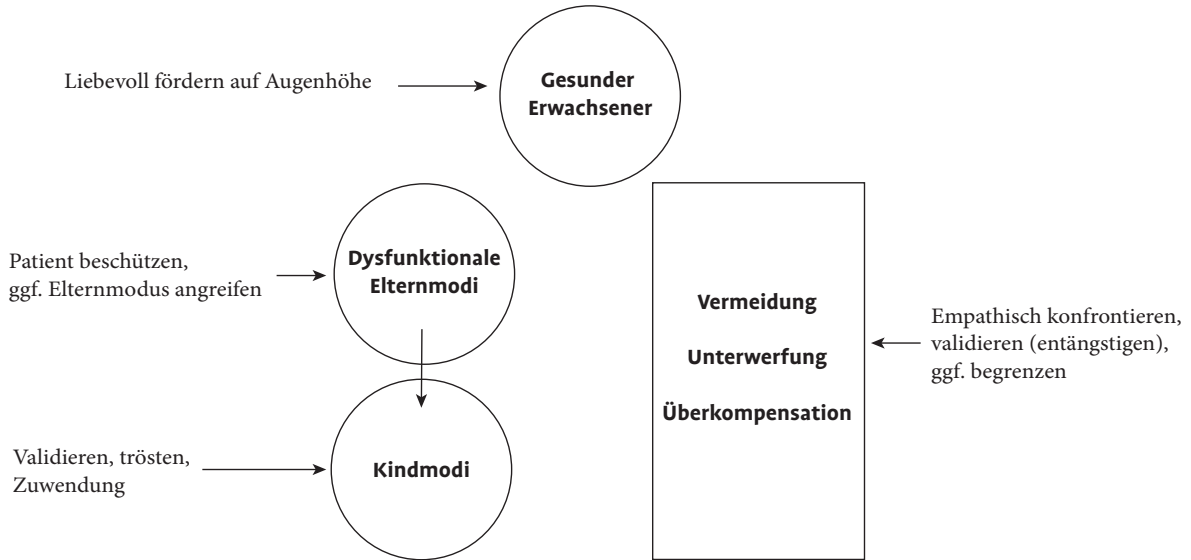 Liebevoll fördern auf Augenhöhe
Gesunder
Erwachsener
Patient beschützen,
ggf. Elternmodus angreifen
Dysfunktionale
Elternmodi
Vermeidung
Unterwerfung
Überkompensation
Empathisch konfrontieren,
validieren (entängstigen),
ggf. begrenzen
Validieren, trösten,
Zuwendung
Kindmodi